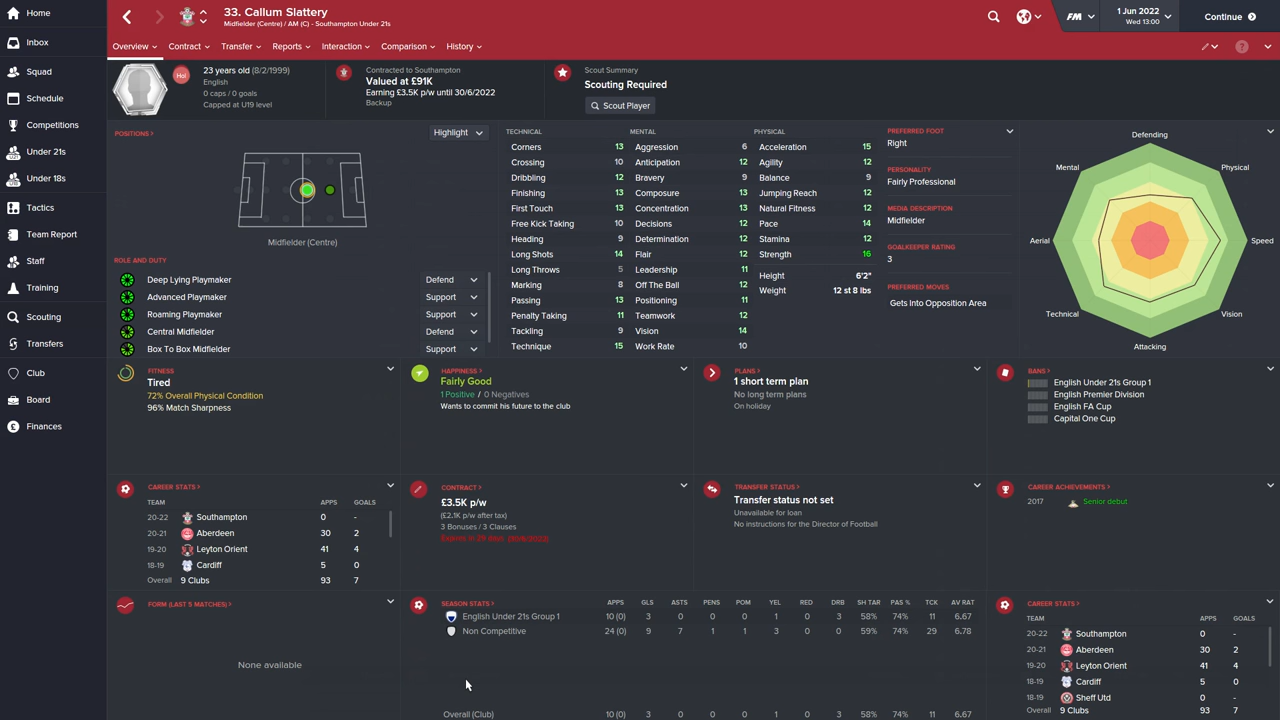 Home
Inbox
Squad
Schedule
Competitions
Under 21s
Under 18s
Tactics
Team Report
Staff
Training
Scouting
Transfers
Club
Board
Finances
33. Callum Slattery
Midfielder (Centre) / AM (C) - Southampton Under 21s
FM
1 Jun 2022
Wed 13:00
Continue
Overview Contract Transfer Reports Interaction Comparison History
Hol
23 years old (8/2/1999)
English
0 caps / 0 goals
Capped at U19 level
Contracted to Southampton
Valued at £91K
Earning £3.5K p/w until 30/6/2022
Backup
Scout Summary
Scouting Required
Scout Player
POSITIONS >
Highlight
Midfielder (Centre)
ROLE AND DUTY
Deep Lying Playmaker Defend
Advanced Playmaker Support
Roaming Playmaker Support
Central Midfielder Defend
Box To Box Midfielder Support
TECHNICAL
Corners 13
Crossing 10
Dribbling 12
Finishing 13
First Touch 13
Free Kick Taking 10
Heading 9
Long Shots 14
Long Throws 5
Marking 8
Passing 13
Penalty Taking 11
Tackling 9
Technique 15
MENTAL
Aggression 6
Anticipation 12
Bravery 9
Composure 13
Concentration 13
Decisions 12
Determination 12
Flair 12
Leadership 11
Off The Ball 12
Positioning 11
Teamwork 12
Vision 14
Work Rate 10
PHYSICAL
Acceleration 15
Agility 12
Balance 9
Jumping Reach 12
Natural Fitness 12
Pace 14
Stamina 12
Strength 16
Height 6'2"
Weight 12 st 8 lbs
PREFERRED FOOT
Right
PERSONALITY
Fairly Professional
MEDIA DESCRIPTION
Midfielder
GOALKEEPER RATING
3
PREFERRED MOVES
Gets Into Opposition Area
Defending
Mental Physical
Aerial Speed
Technical Vision
Attacking
FITNESS
Tired
72% Overall Physical Condition
96% Match Sharpness
HAPPINESS >
Fairly Good
1 Positive / 0 Negatives
Wants to commit his future to the club
PLANS >
1 short term plan
No long term plans
On holiday
BANS >
English Under 21s Group 1
English Premier Division
English FA Cup
Capital One Cup
CAREER STATS >
TEAM APPS GOALS
20-22 Southampton 0 -
20-21 Aberdeen 30 2
19-20 Leyton Orient 41 4
18-19 Cardiff 5 0
Overall 9 Clubs 93 7
CONTRACT >
£3.5K p/w
(£2.1K p/w after tax)
3 Bonuses / 3 Clauses
Expires in 29 days (30/6/2022)
TRANSFER STATUS >
Transfer status not set
Unavailable for loan
No instructions for the Director of Football
CAREER ACHIEVEMENTS >
2017 Senior debut
FORM (LAST 5 MATCHES) >
None available
SEASON STATS > APPS GLS ASTS PENS POM YEL RED DRB SH TAR PAS % TCK AV RAT
English Under 21s Group 1 10 (0) 3 0 0 0 1 0 3 58% 74% 11 6.67
Non Competitive 24 (0) 9 7 1 1 3 0 0 59% 74% 29 6.78
Overall (Club) 10 (0) 3 0 0 0 1 0 3 58% 74% 11 6.67
CAREER STATS >
TEAM APPS GOALS
20-22 Southampton 0 -
20-21 Aberdeen 30 2
19-20 Leyton Orient 41 4
18-19 Cardiff 5 0
18-19 Sheff Utd 0 -
Overall 9 Clubs 93 7